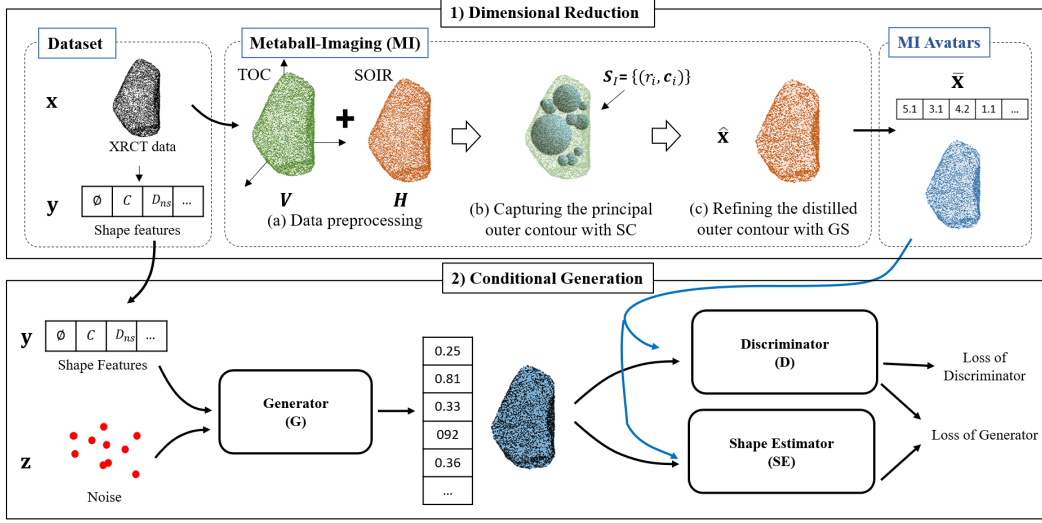 1) Dimensional Reduction
Dataset
Metaball-Imaging (MI)
MI Avatars
x
XRCT data
y
Ø C D_ns ...
Shape features
TOC
SOIR
+
V
H
(a) Data preprocessing
S_I = {(r_i, c_i)}
(b) Capturing the principal
outer contour with SC
x̂
(c) Refining the distilled
outer contour with GS
x̄
5.1 3.1 4.2 1.1 ...
2) Conditional Generation
y
Ø C D_ns ...
Shape Features
z
Noise
Generator
(G)
0.25
0.81
0.33
092
0.36
...
Discriminator
(D)
Shape Estimator
(SE)
Loss of
Discriminator
Loss of Generator